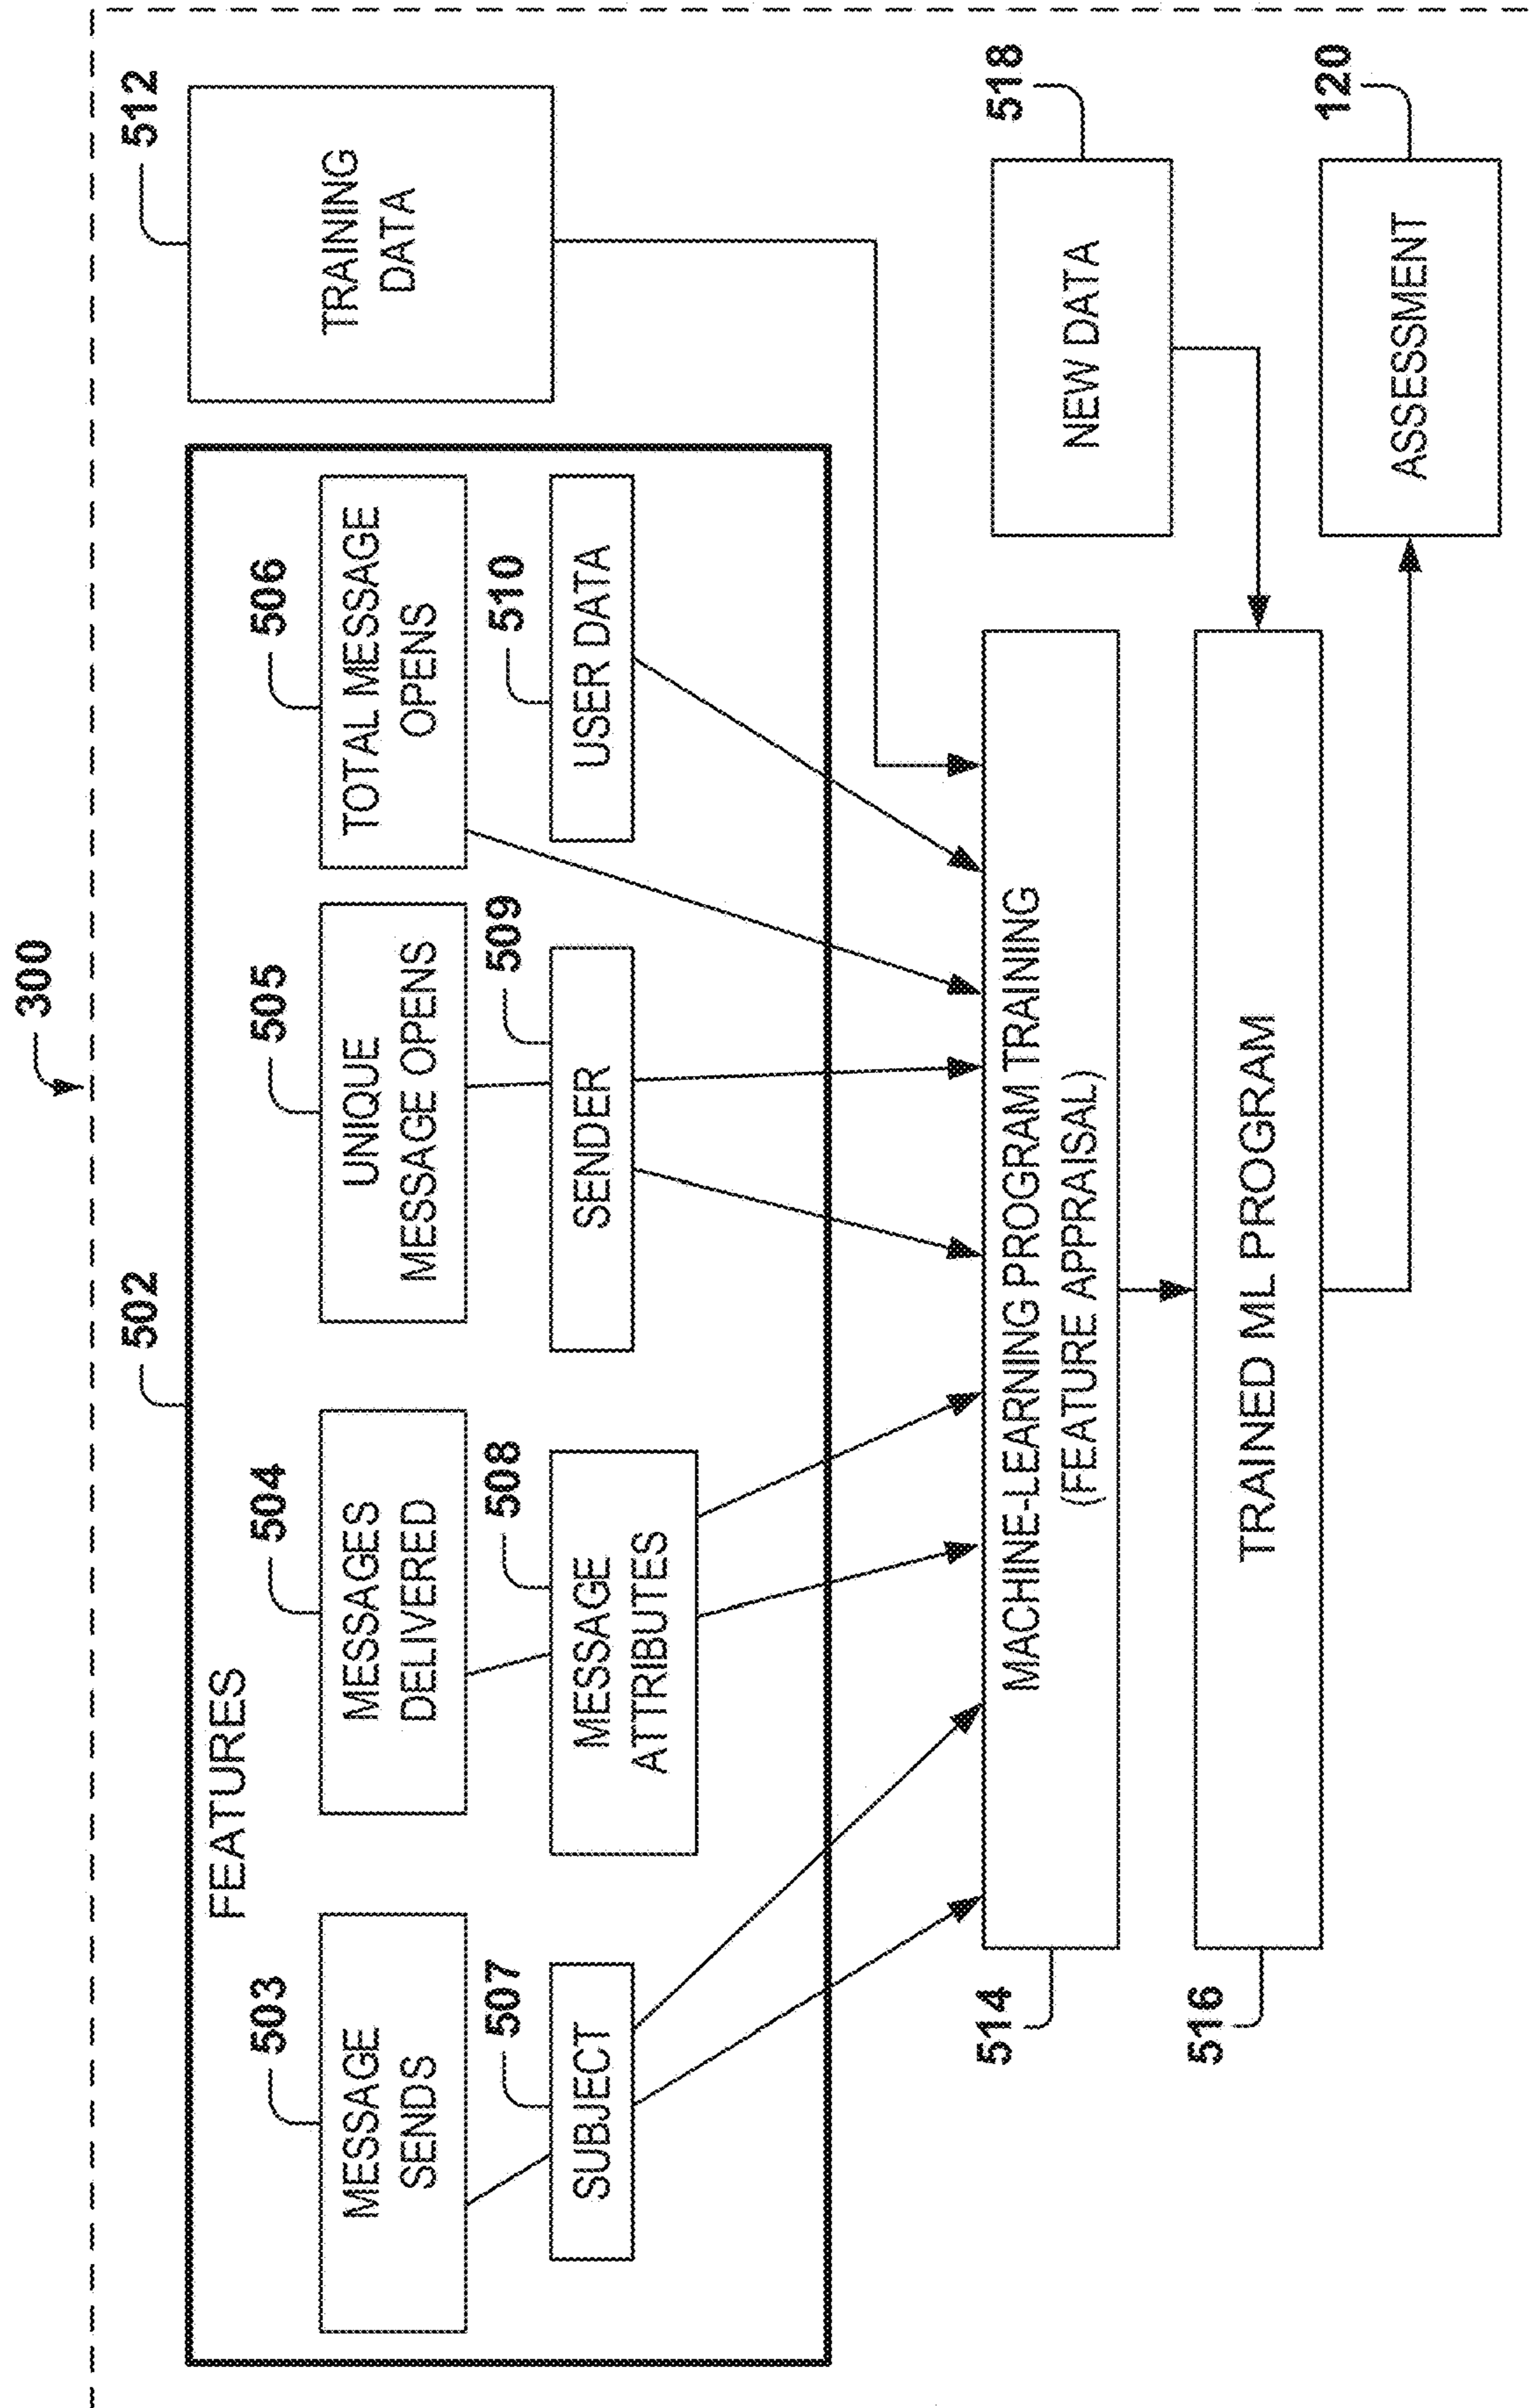 300
502
512
FEATURES
503
504
505
506
MESSAGE
SENDS
MESSAGES
DELIVERED
UNIQUE
MESSAGE OPENS
TOTAL MESSAGE
OPENS
TRAINING
DATA
507
508
509
510
SUBJECT
MESSAGE
ATTRIBUTES
SENDER
USER DATA
514
MACHINE-LEARNING PROGRAM TRAINING
(FEATURE APPRAISAL)
518
NEW DATA
516
TRAINED ML PROGRAM
120
ASSESSMENT